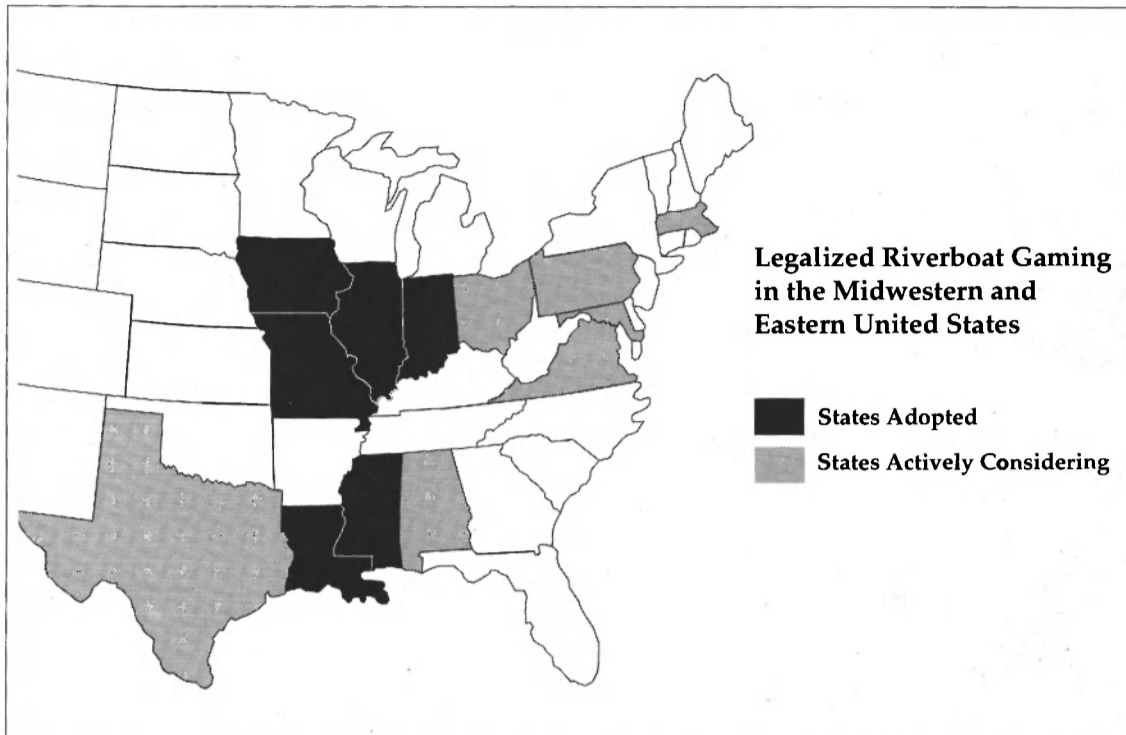 Legalized Riverboat Gaming
in the Midwestern and
Eastern United States
States Adopted
States Actively Considering